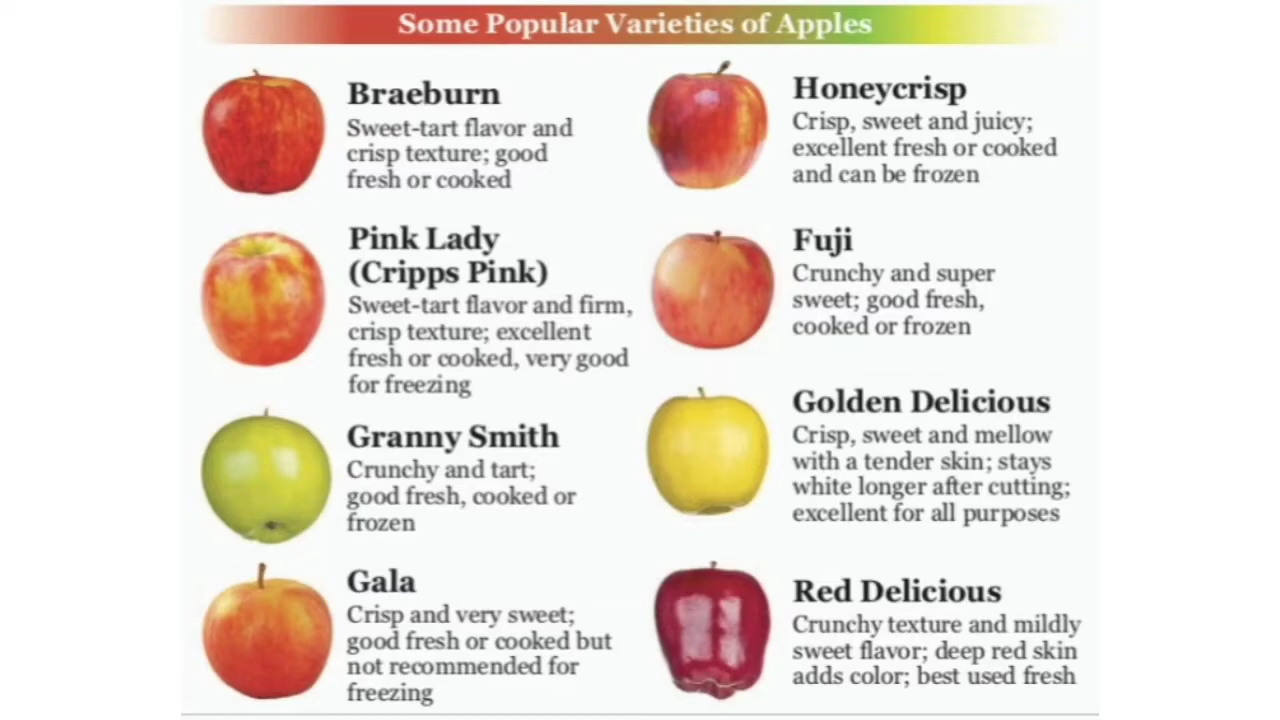 Some Popular Varieties of Apples
Braeburn
Sweet-tart flavor and
crisp texture; good
fresh or cooked
Pink Lady
(Cripps Pink)
Sweet-tart flavor and firm,
crisp texture; excellent
fresh or cooked, very good
for freezing
Granny Smith
Crunchy and tart;
good fresh, cooked or
frozen
Gala
Crisp and very sweet;
good fresh or cooked but
not recommended for
freezing
Honeycrisp
Crisp, sweet and juicy;
excellent fresh or cooked
and can be frozen
Fuji
Crunchy and super
sweet; good fresh,
cooked or frozen
Golden Delicious
Crisp, sweet and mellow
with a tender skin; stays
white longer after cutting;
excellent for all purposes
Red Delicious
Crunchy texture and mildly
sweet flavor; deep red skin
adds color; best used fresh